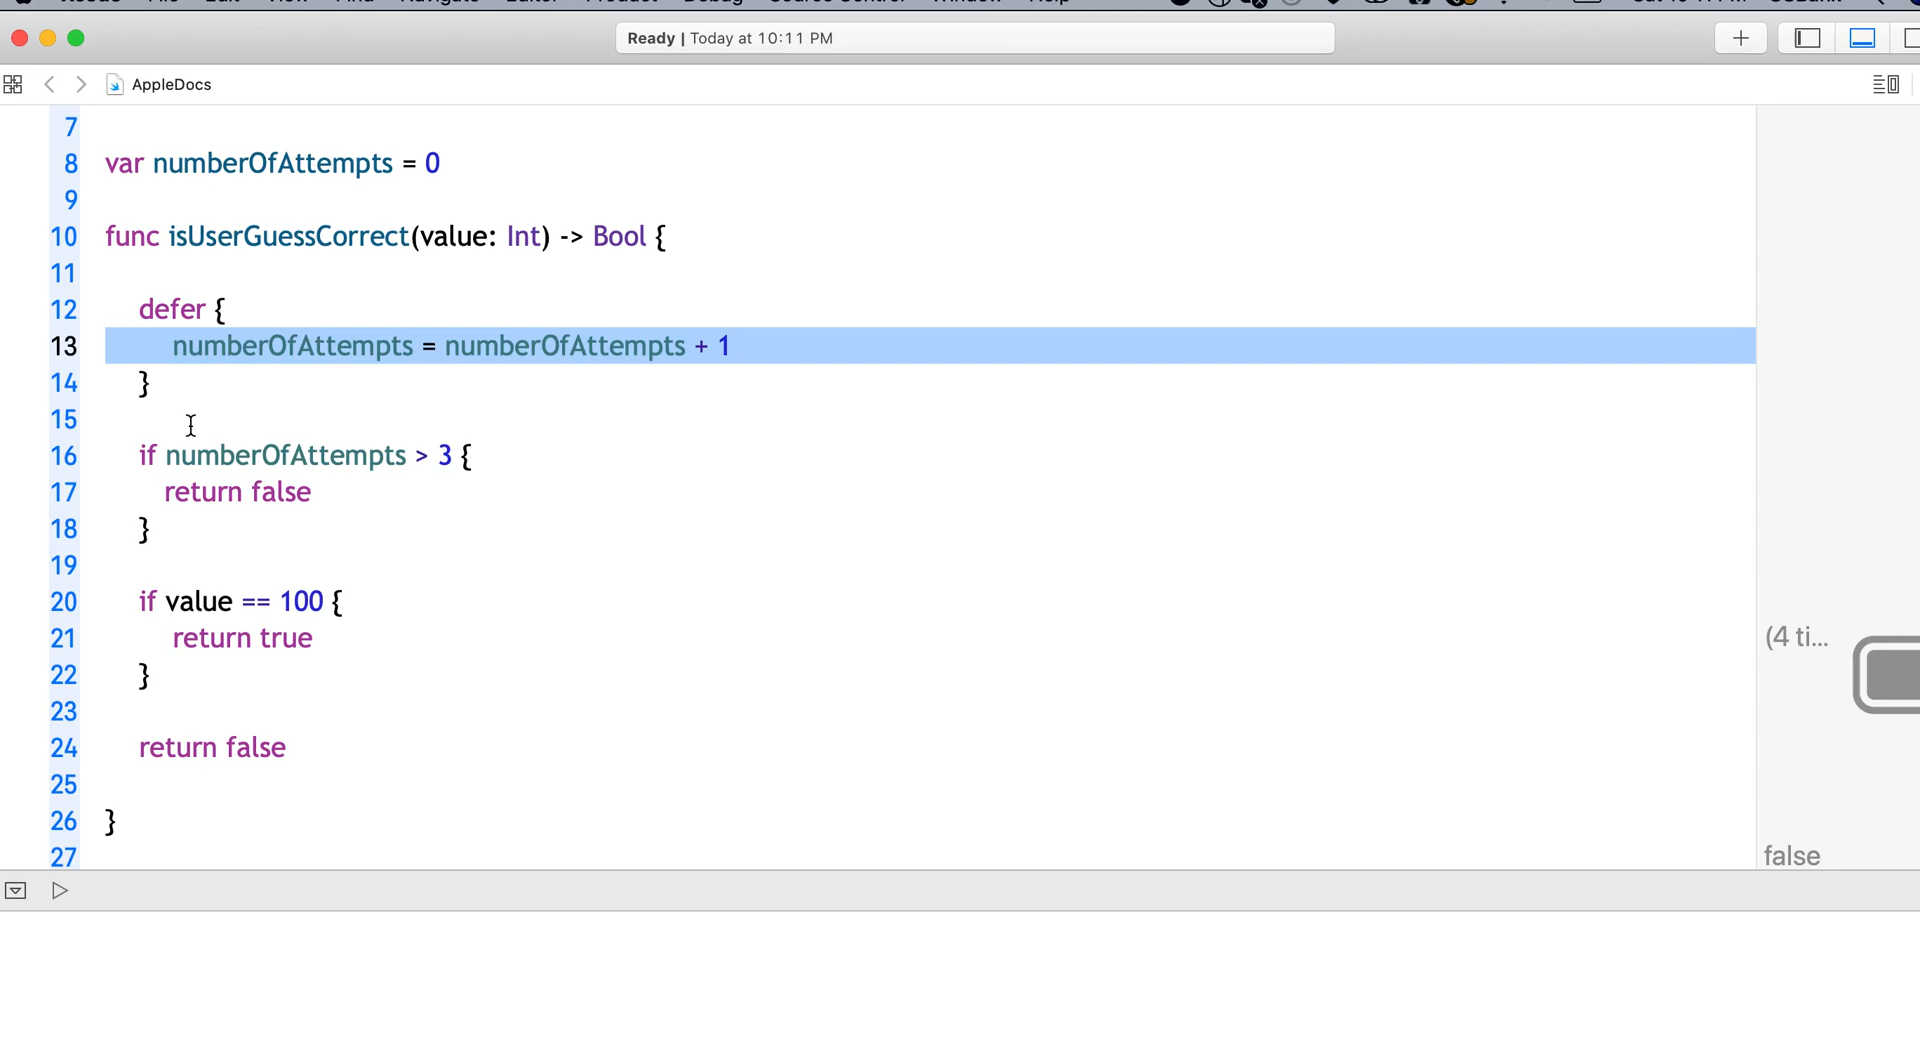 Ready | Today at 10:11 PM
AppleDocs
7
8 var numberOfAttempts = 0
9
10 func isUserGuessCorrect(value: Int) -> Bool {
11
12 defer {
13 numberOfAttempts = numberOfAttempts + 1
14 }
15
16 if numberOfAttempts > 3 {
17 return false
18 }
19
20 if value == 100 {
21 return true (4 ti...
22 }
23
24 return false
25
26 }
27 false